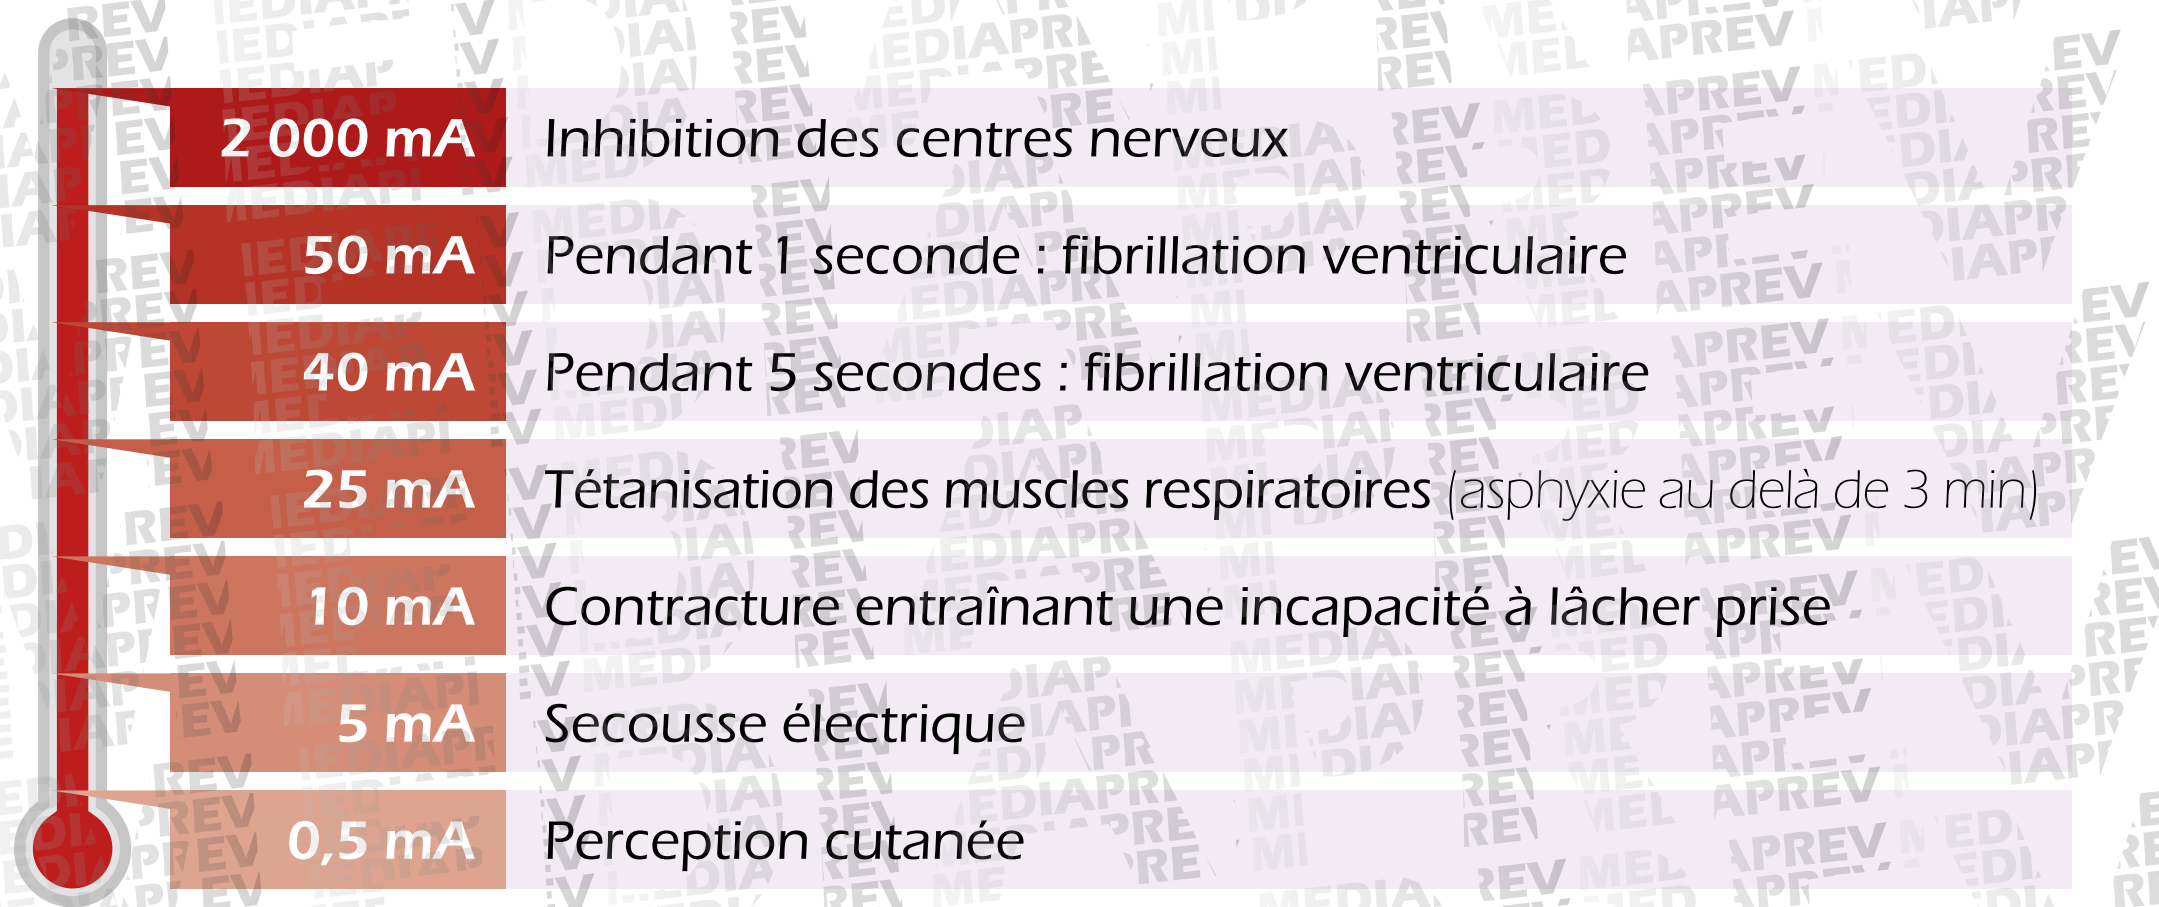 2 000 mA Inhibition des centres nerveux
50 mA Pendant 1 seconde : fibrillation ventriculaire
40 mA Pendant 5 secondes : fibrillation ventriculaire
25 mA Tétanisation des muscles respiratoires (asphyxie au delà de 3 min)
10 mA Contracture entraînant une incapacité à lâcher prise
5 mA Secousse électrique
0,5 mA Perception cutanée